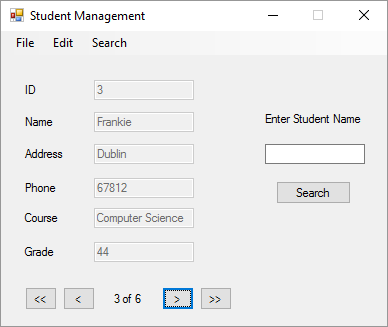 Student Management
File Edit Search
ID 3
Name Frankie
Enter Student Name
Address Dublin
Phone 67812
Search
Course Computer Science
Grade 44
<< < 3 of 6 > >>